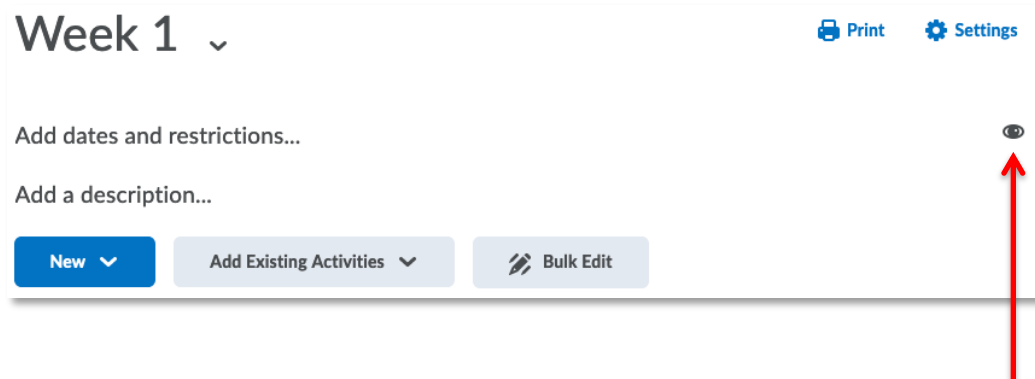 Week 1
Print
Settings
Add dates and restrictions...
Add a description...
New
Add Existing Activities
Bulk Edit